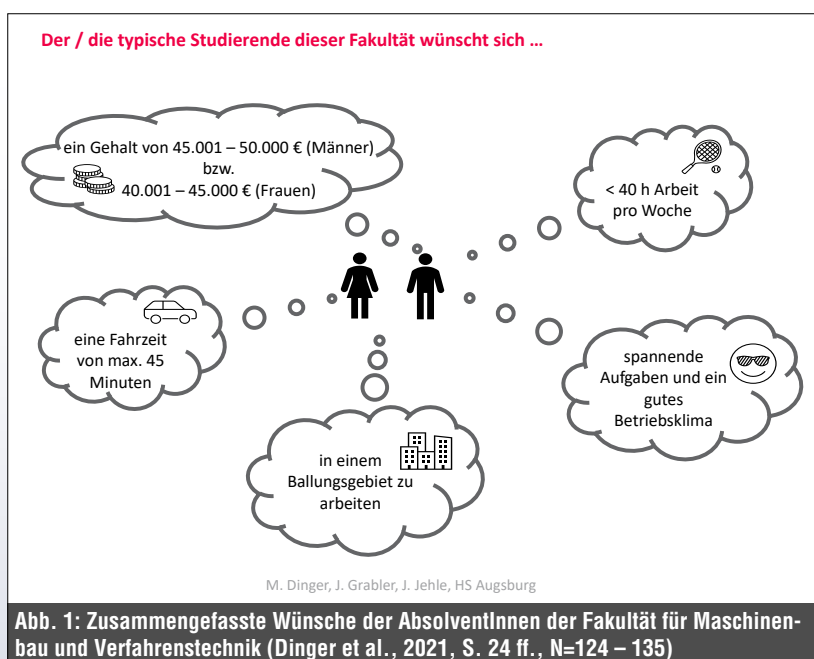 Der / die typische Studierende dieser Fakultät wünscht sich …
ein Gehalt von 45.001 – 50.000 € (Männer)
bzw.
40.001 – 45.000 € (Frauen)
< 40 h Arbeit
pro Woche
eine Fahrzeit
von max. 45
Minuten
spannende
Aufgaben und ein
gutes
Betriebsklima
in einem
Ballungsgebiet zu
arbeiten
M. Dinger, J. Grabler, J. Jehle, HS Augsburg
Abb. 1: Zusammengefasste Wünsche der AbsolventInnen der Fakultät für Maschinen-
bau und Verfahrenstechnik (Dinger et al., 2021, S. 24 ff., N=124 – 135)